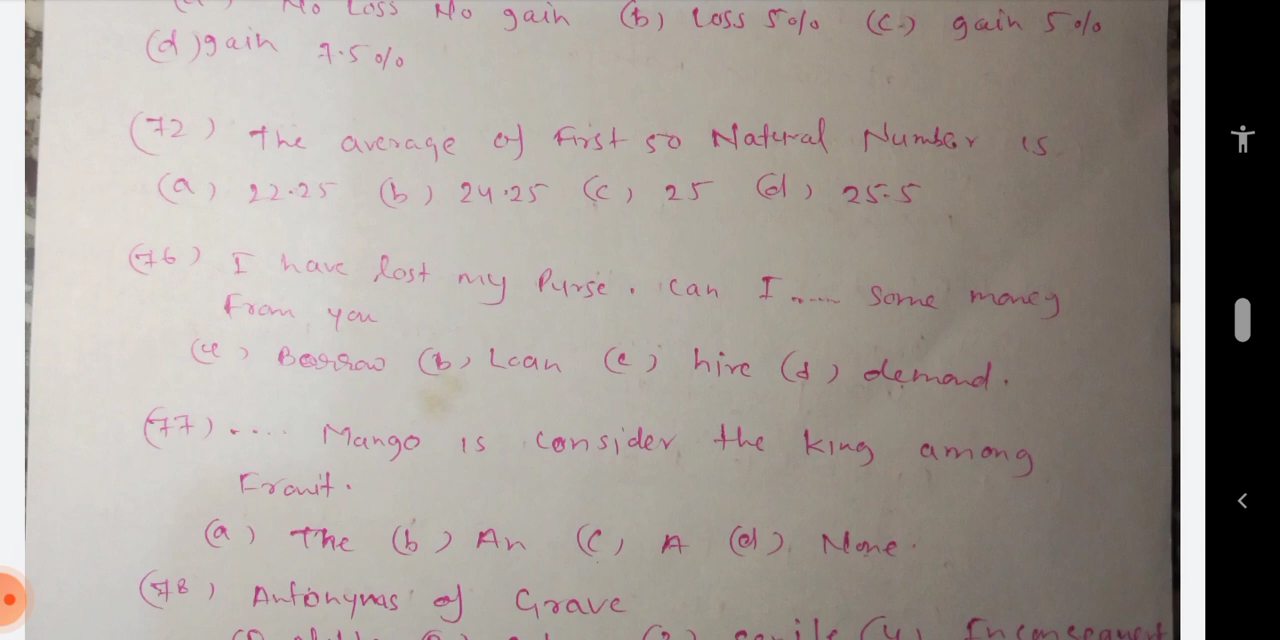 No Loss No gain (b) Loss 5% (c) gain 5%
(d) gain 7.5%
(72) The average of First 50 Natural Number is
(a) 22.25 (b) 24.25 (c) 25 (d) 25.5
(76) I have lost my Purse. can I ..... some money
From you
(a) Borrow (b) Loan (c) hire (d) demand.
(77) .... Mango is consider the king among
Fruit.
(a) The (b) An (c) A (d) None.
(78) Antonyms of Grave